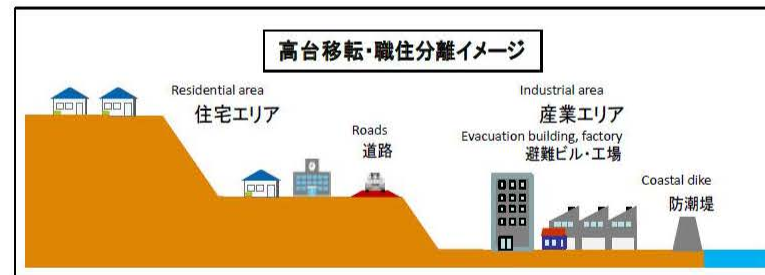 高台移転・職住分離イメージ
Residential area
住宅エリア
Roads
道路
Industrial area
産業エリア
Evacuation building, factory
避難ビル・工場
Coastal dike
防潮堤